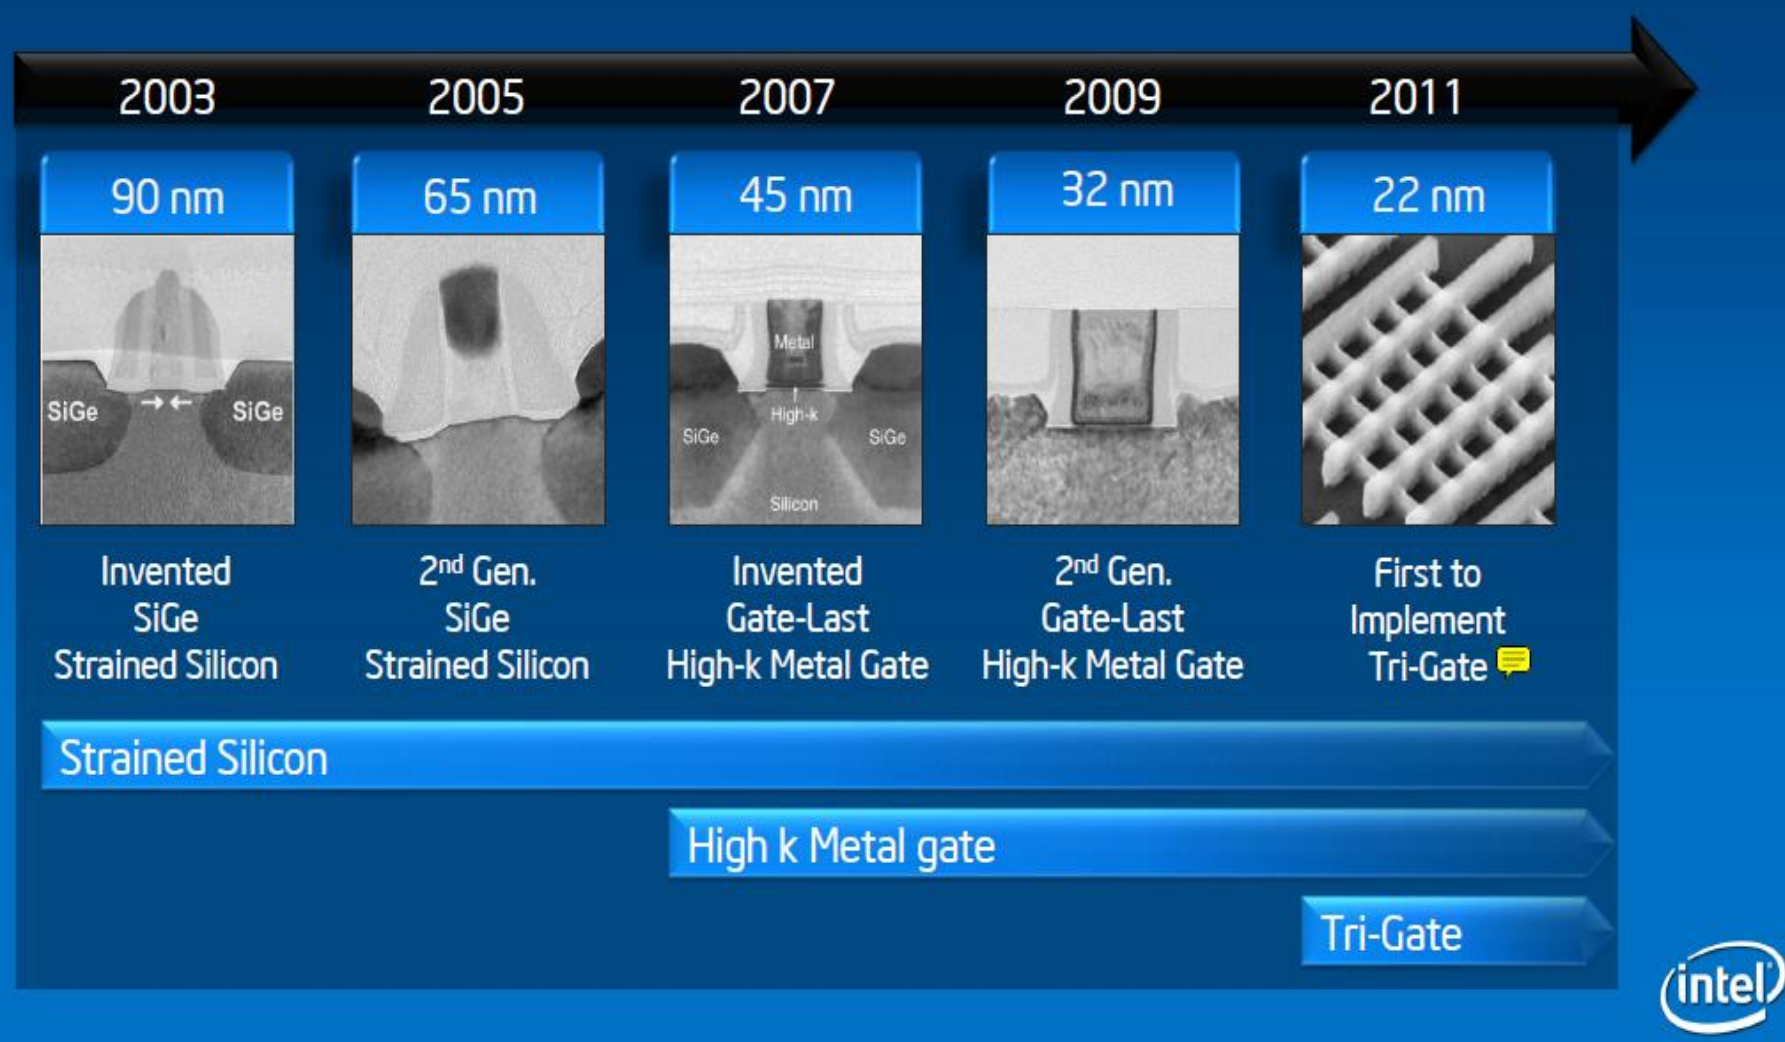 2003
2005
2007
2009
2011
90 nm
65 nm
45 nm
32 nm
22 nm
SiGe
SiGe
Metal
High-k
SiGe
SiGe
Silicon
Invented
SiGe
Strained Silicon
2nd Gen.
SiGe
Strained Silicon
Invented
Gate-Last
High-k Metal Gate
2nd Gen.
Gate-Last
High-k Metal Gate
First to
Implement
Tri-Gate
Strained Silicon
High k Metal gate
Tri-Gate
intel